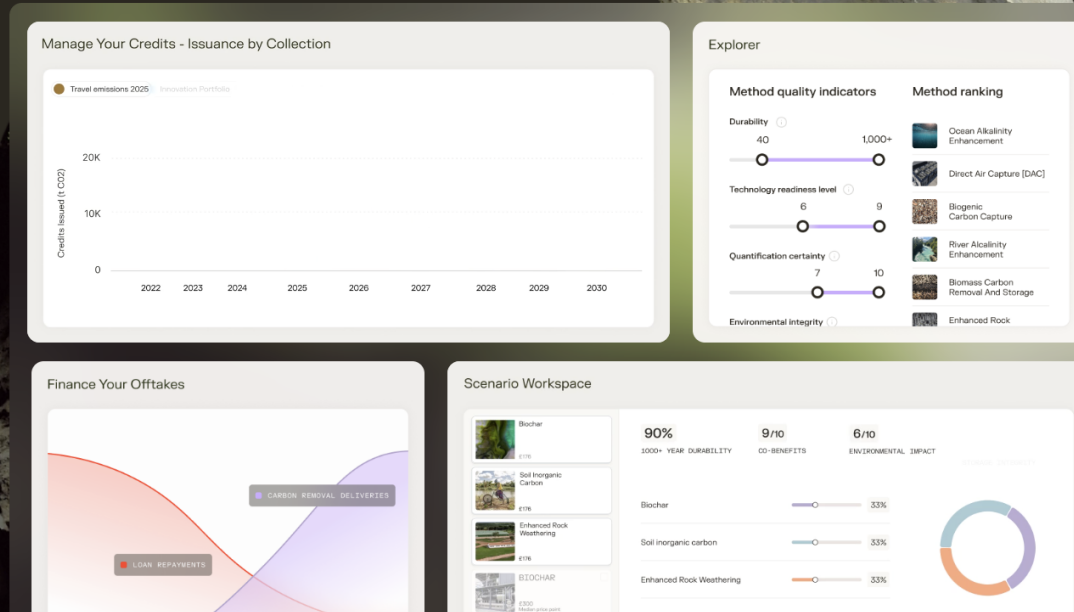 Manage Your Credits - Issuance by Collection
Travel emissions 2025
Innovation Portfolio
Credits Issued (t CO2)
20K
10K
0
2022 2023 2024 2025 2026 2027 2028 2029 2030
Explorer
Method quality indicators
Durability
40 1,000+
Technology readiness level
6 9
Quantification certainty
7 10
Environmental integrity
Method ranking
Ocean Alkalinity
Enhancement
Direct Air Capture [DAC]
Biogenic
Carbon Capture
River Alcalinity
Enhancement
Biomass Carbon
Removal And Storage
Enhanced Rock
Finance Your Offtakes
CARBON REMOVAL DELIVERIES
LOAN REPAYMENTS
Scenario Workspace
Biochar
£176
Soil Inorganic
Carbon
£176
Enhanced Rock
Weathering
£176
BIOCHAR
£300
Median price point
90%
1000+ YEAR DURABILITY
9/10
CO-BENEFITS
6/10
ENVIRONMENTAL IMPACT
Biochar 33%
Soil inorganic carbon 33%
Enhanced Rock Weathering 33%